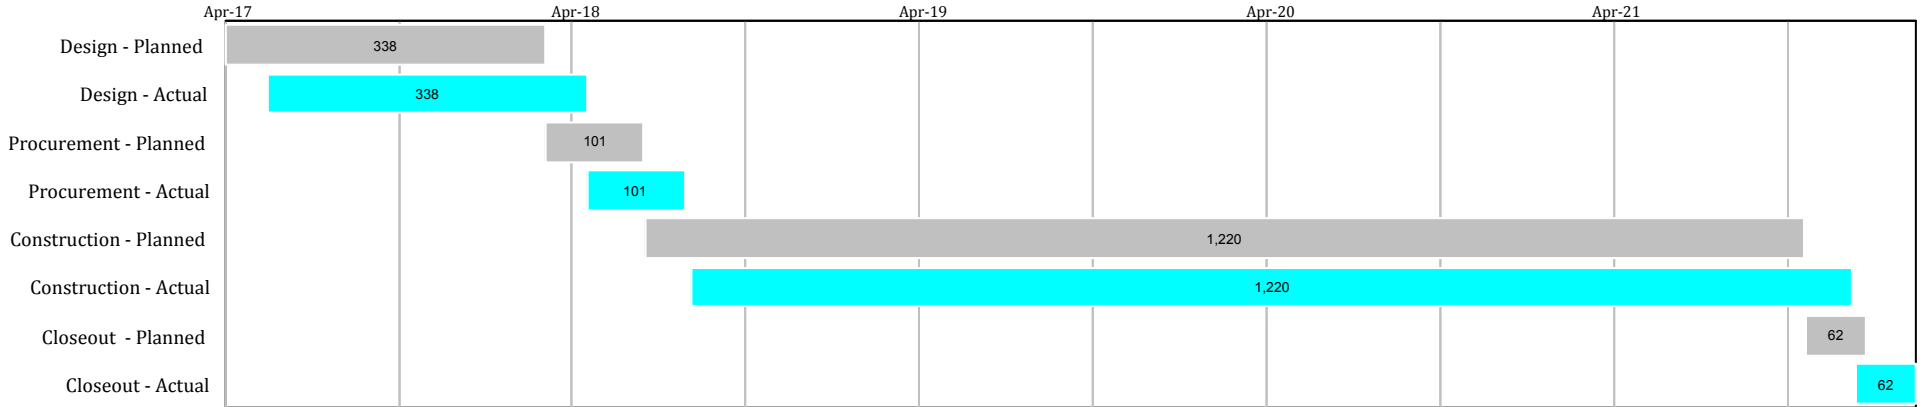 Apr-17 Apr-18 Apr-19 Apr-20 Apr-21
Design - Planned 338
Design - Actual 338
Procurement - Planned 101
Procurement - Actual 101
Construction - Planned 1,220
Construction - Actual 1,220
Closeout - Planned 62
Closeout - Actual 62